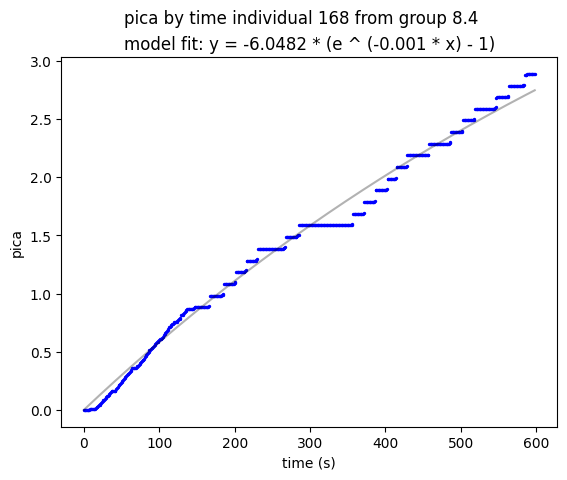 pica by time individual 168 from group 8.4
model fit: y = -6.0482 * (e ^ (-0.001 * x) - 1)
3.0
2.5
2.0
1.5
1.0
0.5
0.0
pica
0 100 200 300 400 500 600
time (s)